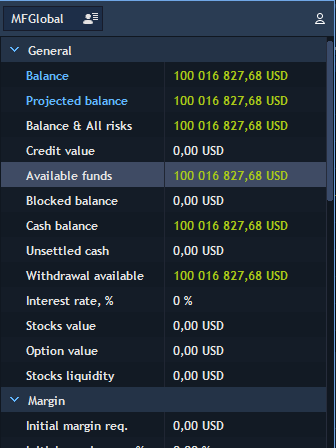 MFGlobal
General
Balance 100 016 827,68 USD
Projected balance 100 016 827,68 USD
Balance & All risks 100 016 827,68 USD
Credit value 0,00 USD
Available funds 100 016 827,68 USD
Blocked balance 0,00 USD
Cash balance 100 016 827,68 USD
Unsettled cash 0,00 USD
Withdrawal available 100 016 827,68 USD
Interest rate, % 0 %
Stocks value 0,00 USD
Option value 0,00 USD
Stocks liquidity 0,00 USD
Margin
Initial margin req. 0,00 USD